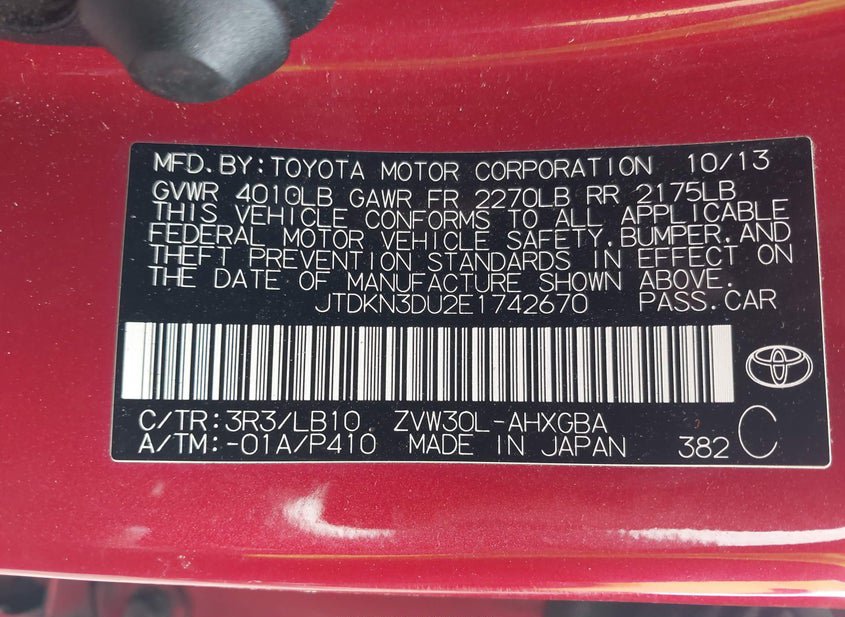 MFD.BY:TOYOTA MOTOR CORPORATION 10/13
GVWR 4010LB GAWR FR 2270LB RR 2175LB
THIS VEHICLE CONFORMS TO ALL APPLICABLE
FEDERAL MOTOR VEHICLE SAFETY,BUMPER,AND
THEFT PREVENTION STANDARDS IN EFFECT ON
THE DATE OF MANUFACTURE SHOWN ABOVE.
JTDKN3DU2E1742670 PASS.CAR
C/TR:3R3/LB10 ZVW30L-AHXGBA
A/TM:-01A/P410 MADE IN JAPAN 382 C